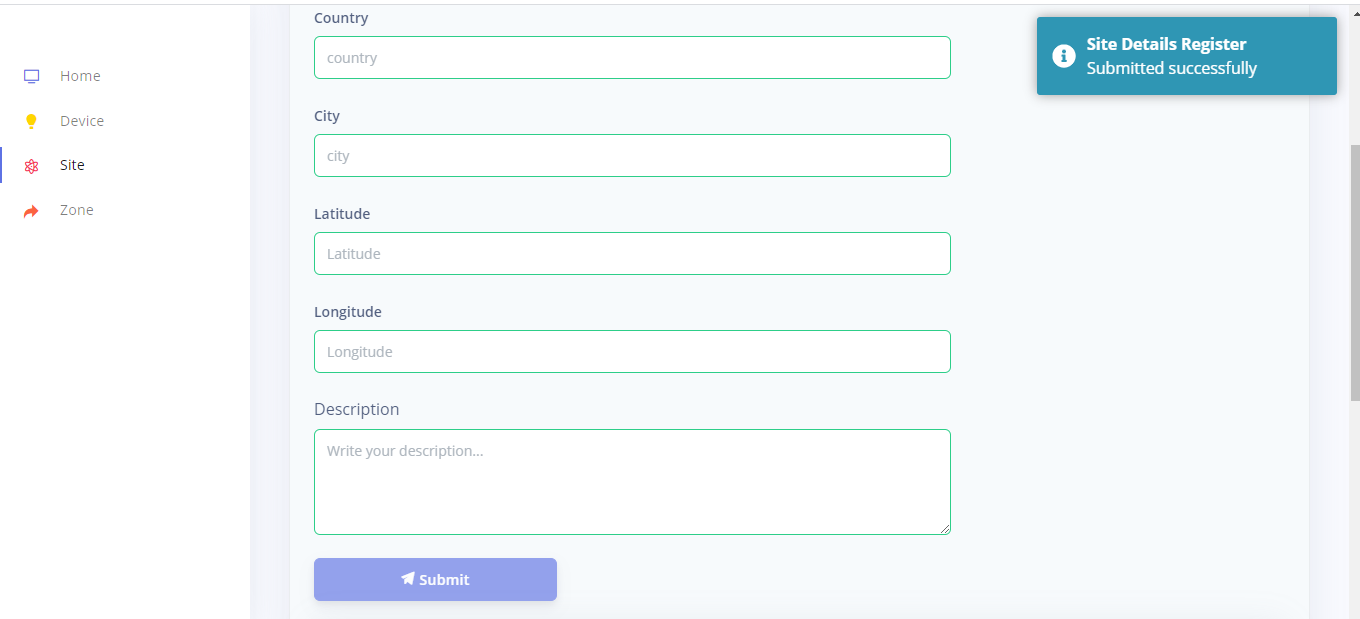 Home
Device
Site
Zone
Country
country
City
city
Latitude
Latitude
Longitude
Longitude
Description
Write your description...
Submit
Site Details Register
Submitted successfully